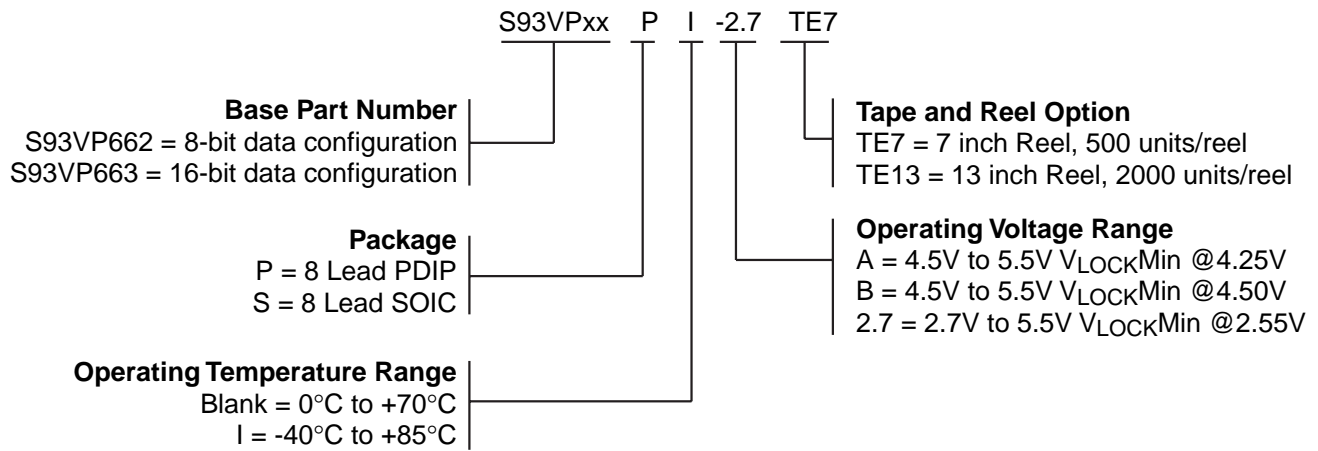 S93VPxx P I -2.7 TE7
Base Part Number
S93VP662 = 8-bit data configuration
S93VP663 = 16-bit data configuration
Package
P = 8 Lead PDIP
S = 8 Lead SOIC
Operating Temperature Range
Blank = 0°C to +70°C
I = -40°C to +85°C
Tape and Reel Option
TE7 = 7 inch Reel, 500 units/reel
TE13 = 13 inch Reel, 2000 units/reel
Operating Voltage Range
A = 4.5V to 5.5V VLOCKMin @4.25V
B = 4.5V to 5.5V VLOCKMin @4.50V
2.7 = 2.7V to 5.5V VLOCKMin @2.55V